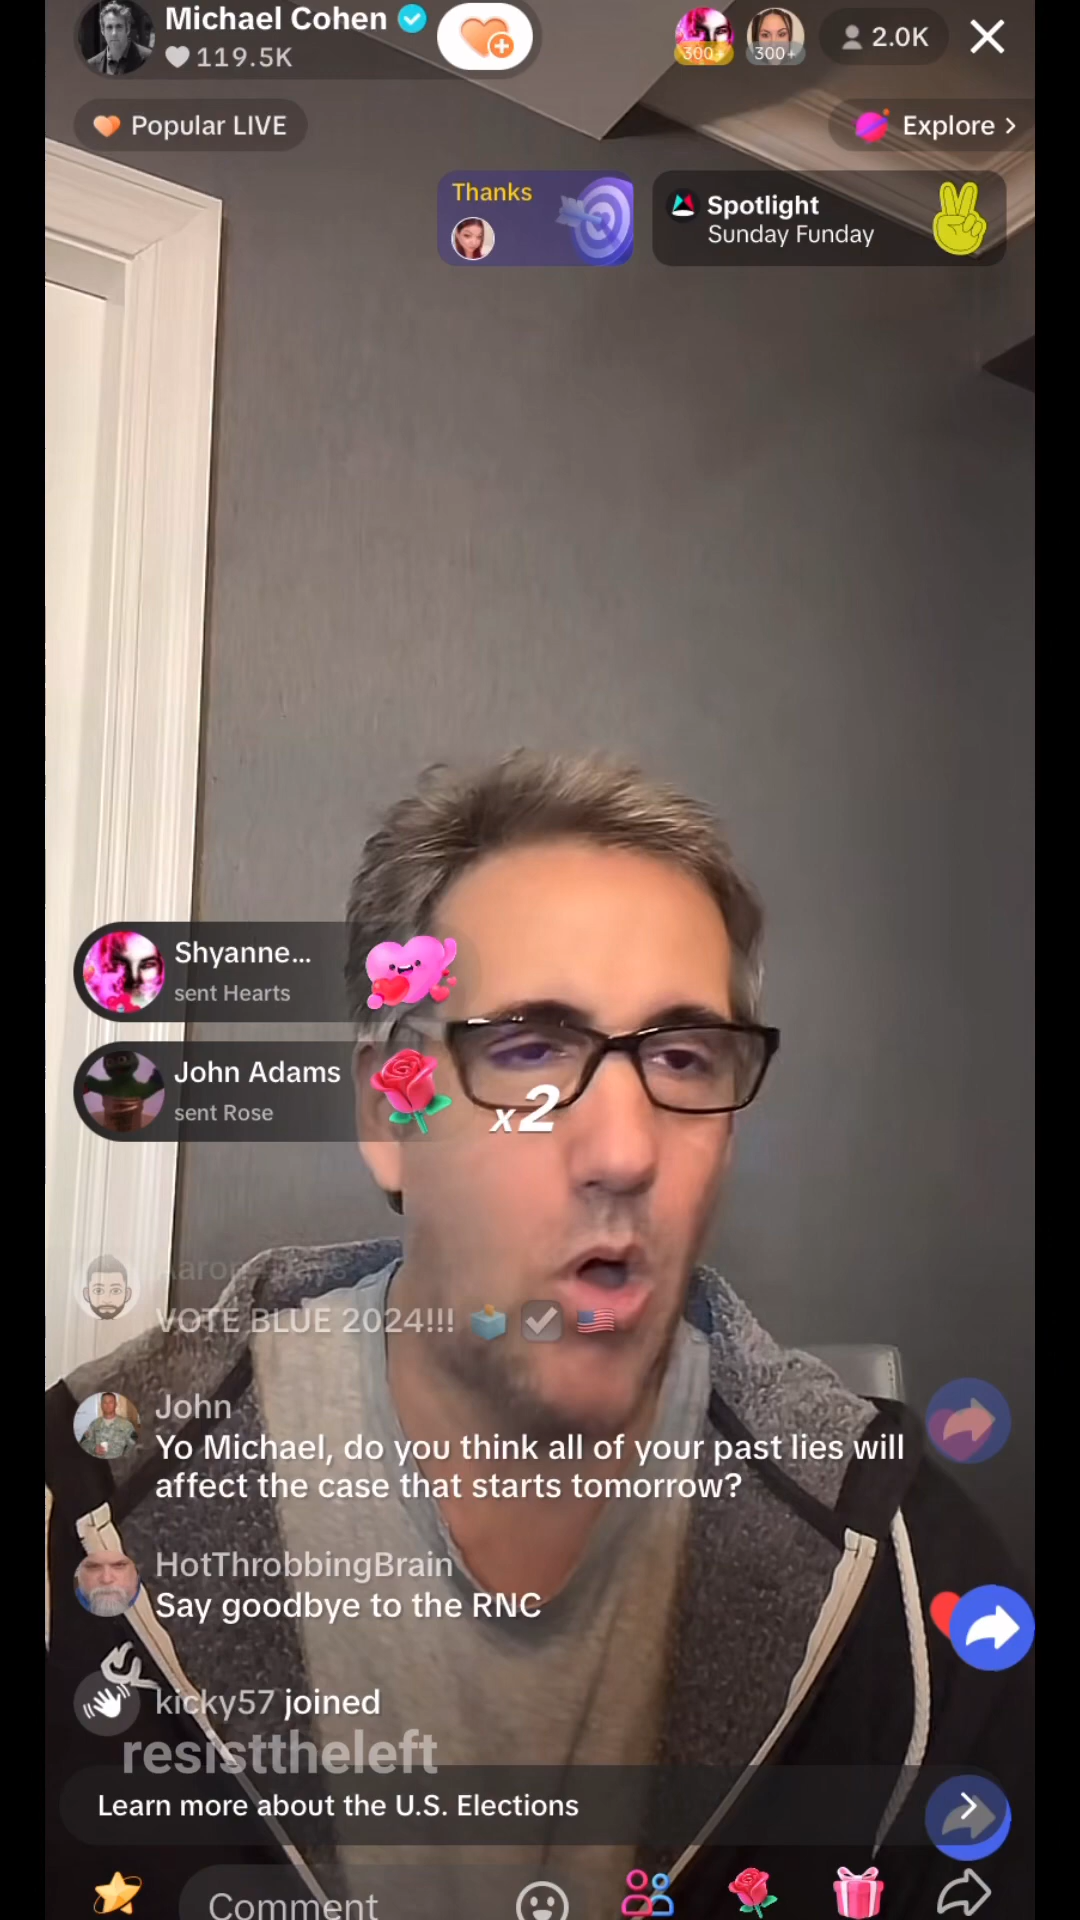 Michael Cohen
119.5K
300+
300+
2.0K
Popular LIVE
Explore
Thanks
Spotlight
Sunday Funday
Shyanne...
sent Hearts
John Adams
sent Rose
x2
VOTE BLUE 2024!!!
John
Yo Michael, do you think all of your past lies will
affect the case that starts tomorrow?
HotThrobbingBrain
Say goodbye to the RNC
kicky57 joined
resisttheleft
Learn more about the U.S. Elections
Comment